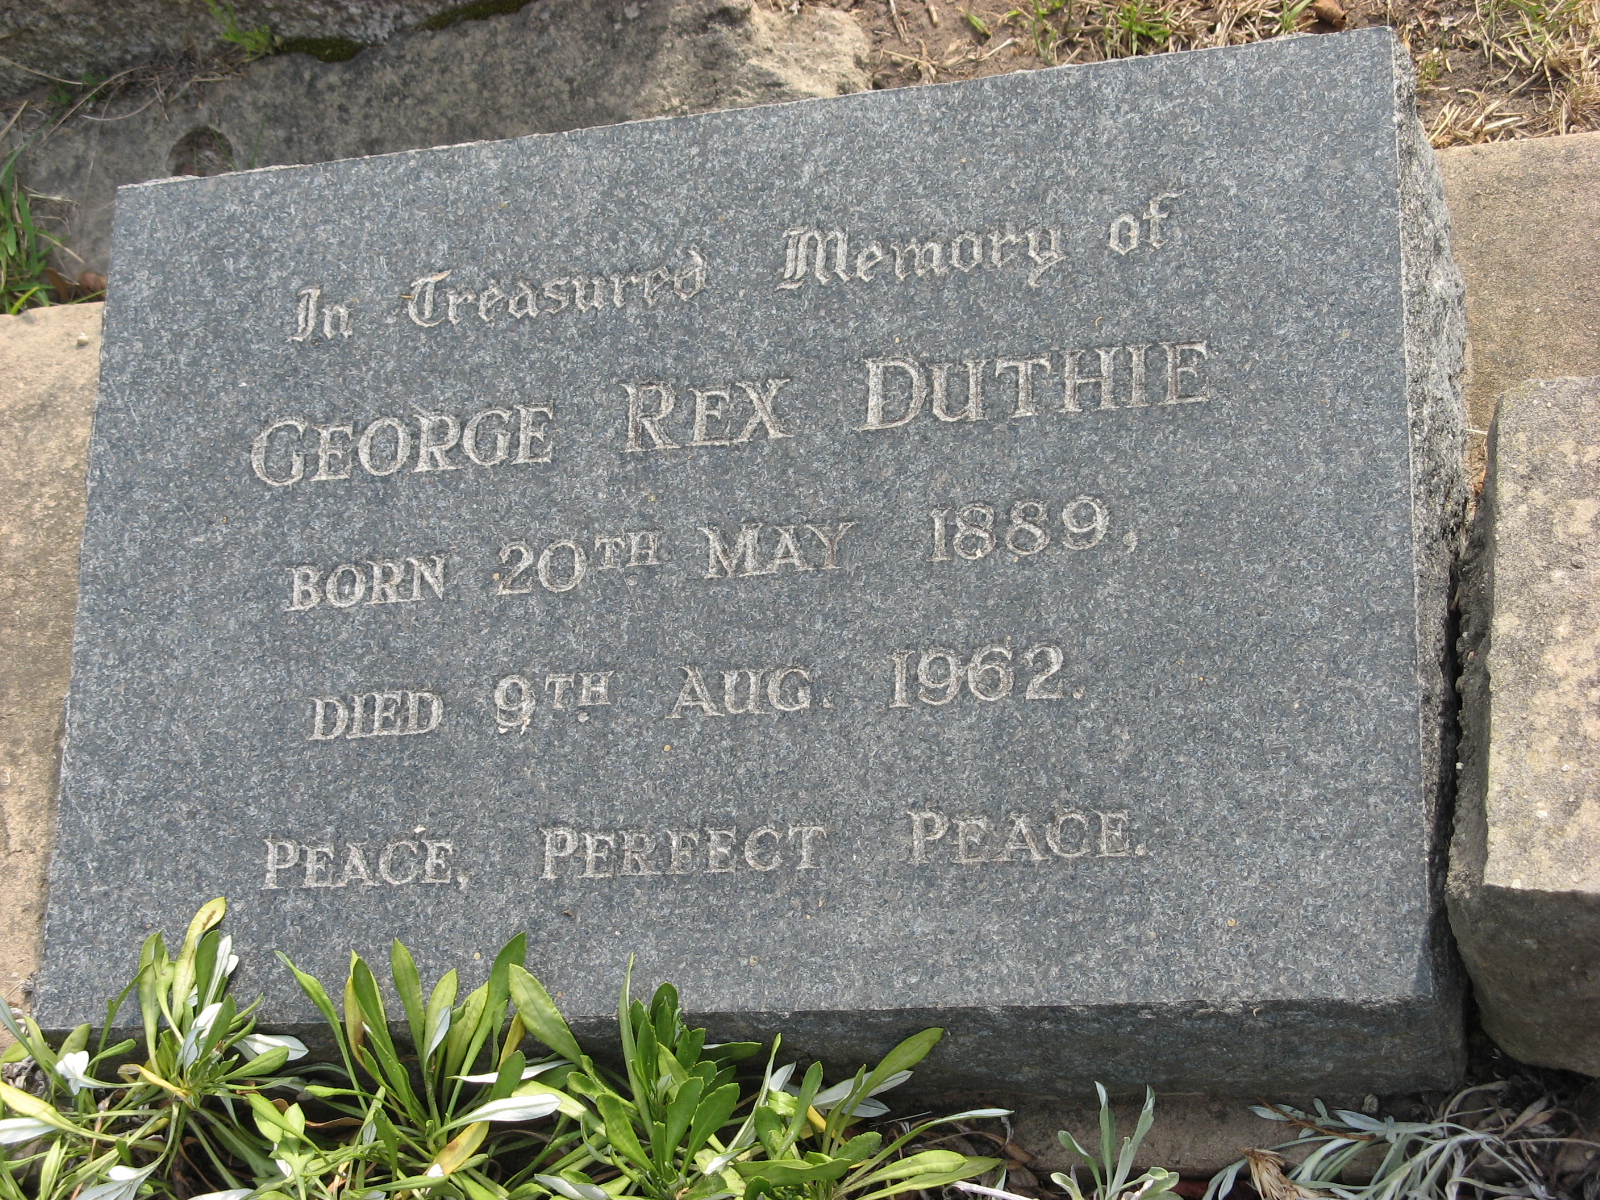 In Treasured Memory of
GEORGE REX DUTHIE
BORN 20TH MAY 1889,
DIED 9TH AUG. 1962.
PEACE, PERFECT PEACE.